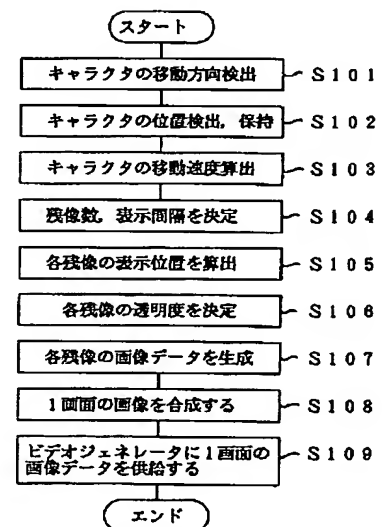 スタート
キャラクタの移動方向検出 S101
キャラクタの位置検出,保持 S102
キャラクタの移動速度算出 S103
残像数,表示間隔を決定 S104
各残像の表示位置を算出 S105
各残像の透明度を決定 S106
各残像の画像データを生成 S107
1画面の画像を合成する S108
ビデオジェネレータに1画面の S109
画像データを供給する
エンド